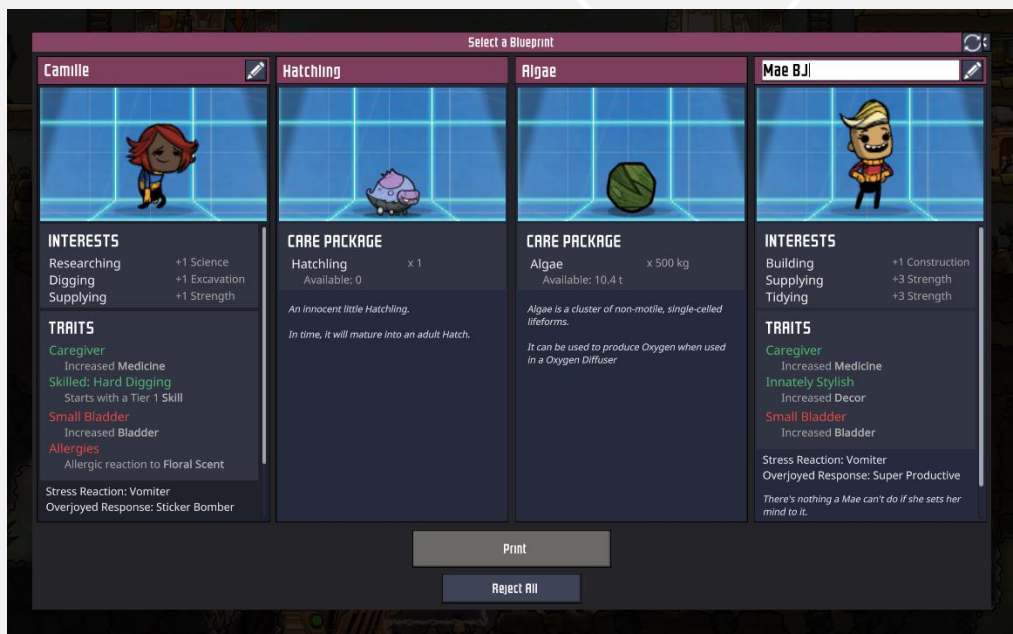 Select a Blueprint
Camille
INTERESTS
Researching +1 Science
Digging +1 Excavation
Supplying +1 Strength
TRAITS
Caregiver
Increased Medicine
Skilled: Hard Digging
Starts with a Tier 1 Skill
Small Bladder
Increased Bladder
Allergies
Allergic reaction to Floral Scent
Stress Reaction: Vomiter
Overjoyed Response: Sticker Bomber
Hatchling
CARE PACKAGE
Hatchling x 1
Available: 0
An innocent little Hatchling.
In time, it will mature into an adult Hatch.
Algae
CARE PACKAGE
Algae x 500 kg
Available: 10.4 t
Algae is a cluster of non-motile, single-celled
lifeforms.
It can be used to produce Oxygen when used
in a Oxygen Diffuser
Mae BJ
INTERESTS
Building +1 Construction
Supplying +3 Strength
Tidying +3 Strength
TRAITS
Caregiver
Increased Medicine
Innately Stylish
Increased Decor
Small Bladder
Increased Bladder
Stress Reaction: Vomiter
Overjoyed Response: Super Productive
There's nothing a Mae can't do if she sets her
mind to it.
Print
Reject All